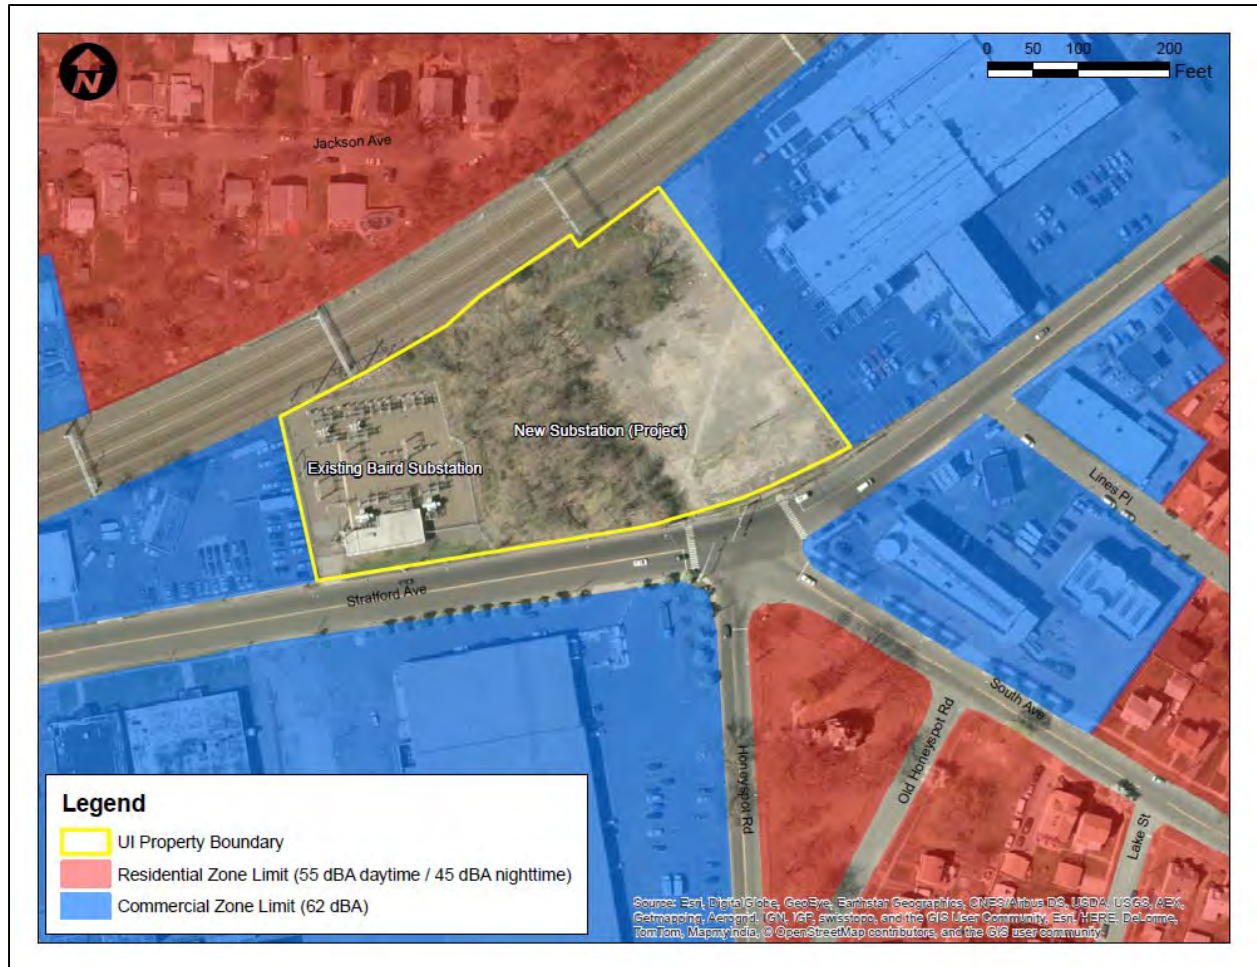 N
0 50 100 200
Feet
Jackson Ave
New Substation (Project)
Existing Baird Substation
Lines Pl
Stratford Ave
South Ave
Old Honeyspot Rd
Honeyspot Rd
Lake St
Legend
UI Property Boundary
Residential Zone Limit (55 dBA daytime / 45 dBA nighttime)
Commercial Zone Limit (62 dBA)
Source: Esri, DigitalGlobe, GeoEye, Earthstar Geographics, CNES/Airbus DS, USDA, USGS, AEX,
Getmapping, Aerogrid, IGN, IGP, swisstopo, and the GIS User Community, Esri, HERE, DeLorme,
TomTom, MapmyIndia, © OpenStreetMap contributors, and the GIS user community